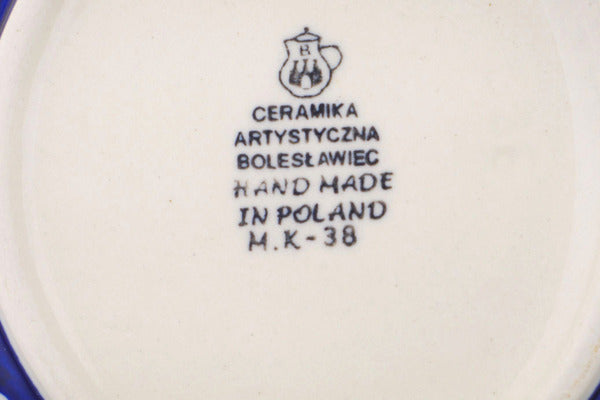 B
CERAMIKA
ARTYSTYCZNA
BOLESŁAWIEC
HAND MADE
IN POLAND
M.K-38